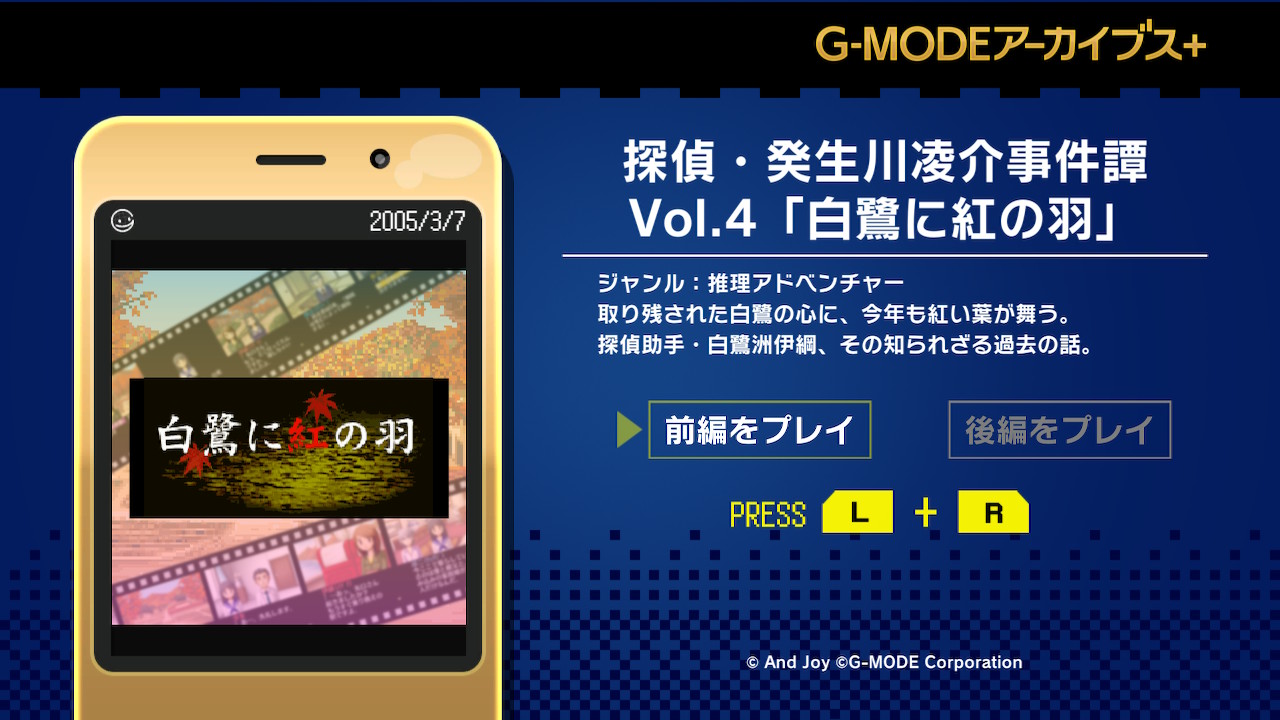 G-MODEアーカイブス+
2005/3/7
白鷺に紅の羽
探偵・癸生川凌介事件譚
Vol.4「白鷺に紅の羽」
ジャンル：推理アドベンチャー
取り残された白鷺の心に、今年も紅い葉が舞う。
探偵助手・白鷺洲伊綱、その知られざる過去の話。
前編をプレイ
後編をプレイ
PRESS L + R
© And Joy ©G-MODE Corporation